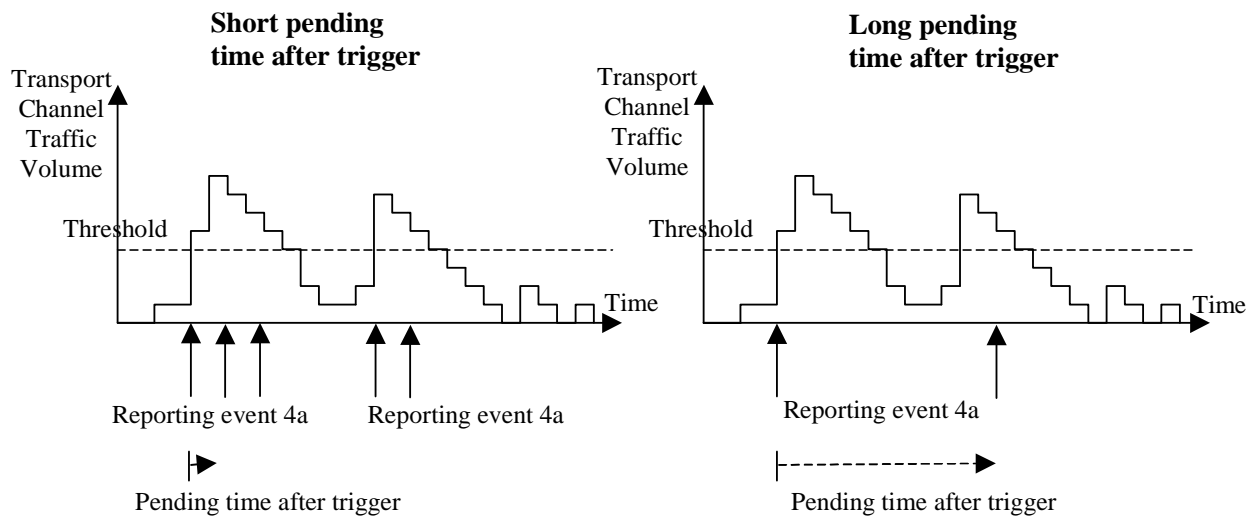 Short pending
time after trigger
Transport
Channel
Traffic
Volume
Threshold
Time
Reporting event 4a
Reporting event 4a
Pending time after trigger
Long pending
time after trigger
Transport
Channel
Traffic
Volume
Threshold
Time
Reporting event 4a
Pending time after trigger